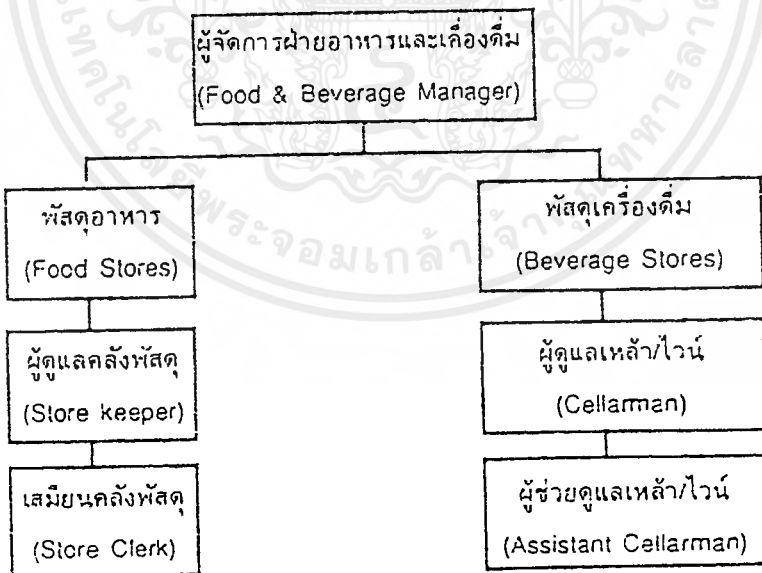 ผู้จัดการฝ่ายอาหารและเครื่องดื่ม
(Food & Beverage Manager)
พัสดุอาหาร
(Food Stores)
พัสดุเครื่องดื่ม
(Beverage Stores)
ผู้ดูแลคลังพัสดุ
(Store keeper)
ผู้ดูแลเหล้า/ไวน์
(Cellarman)
เสมียนคลังพัสดุ
(Store Clerk)
ผู้ช่วยดูแลเหล้า/ไวน์
(Assistant Cellarman)